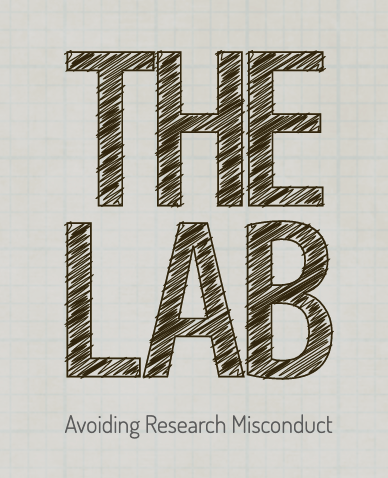 THE
LAB
Avoiding Research Misconduct